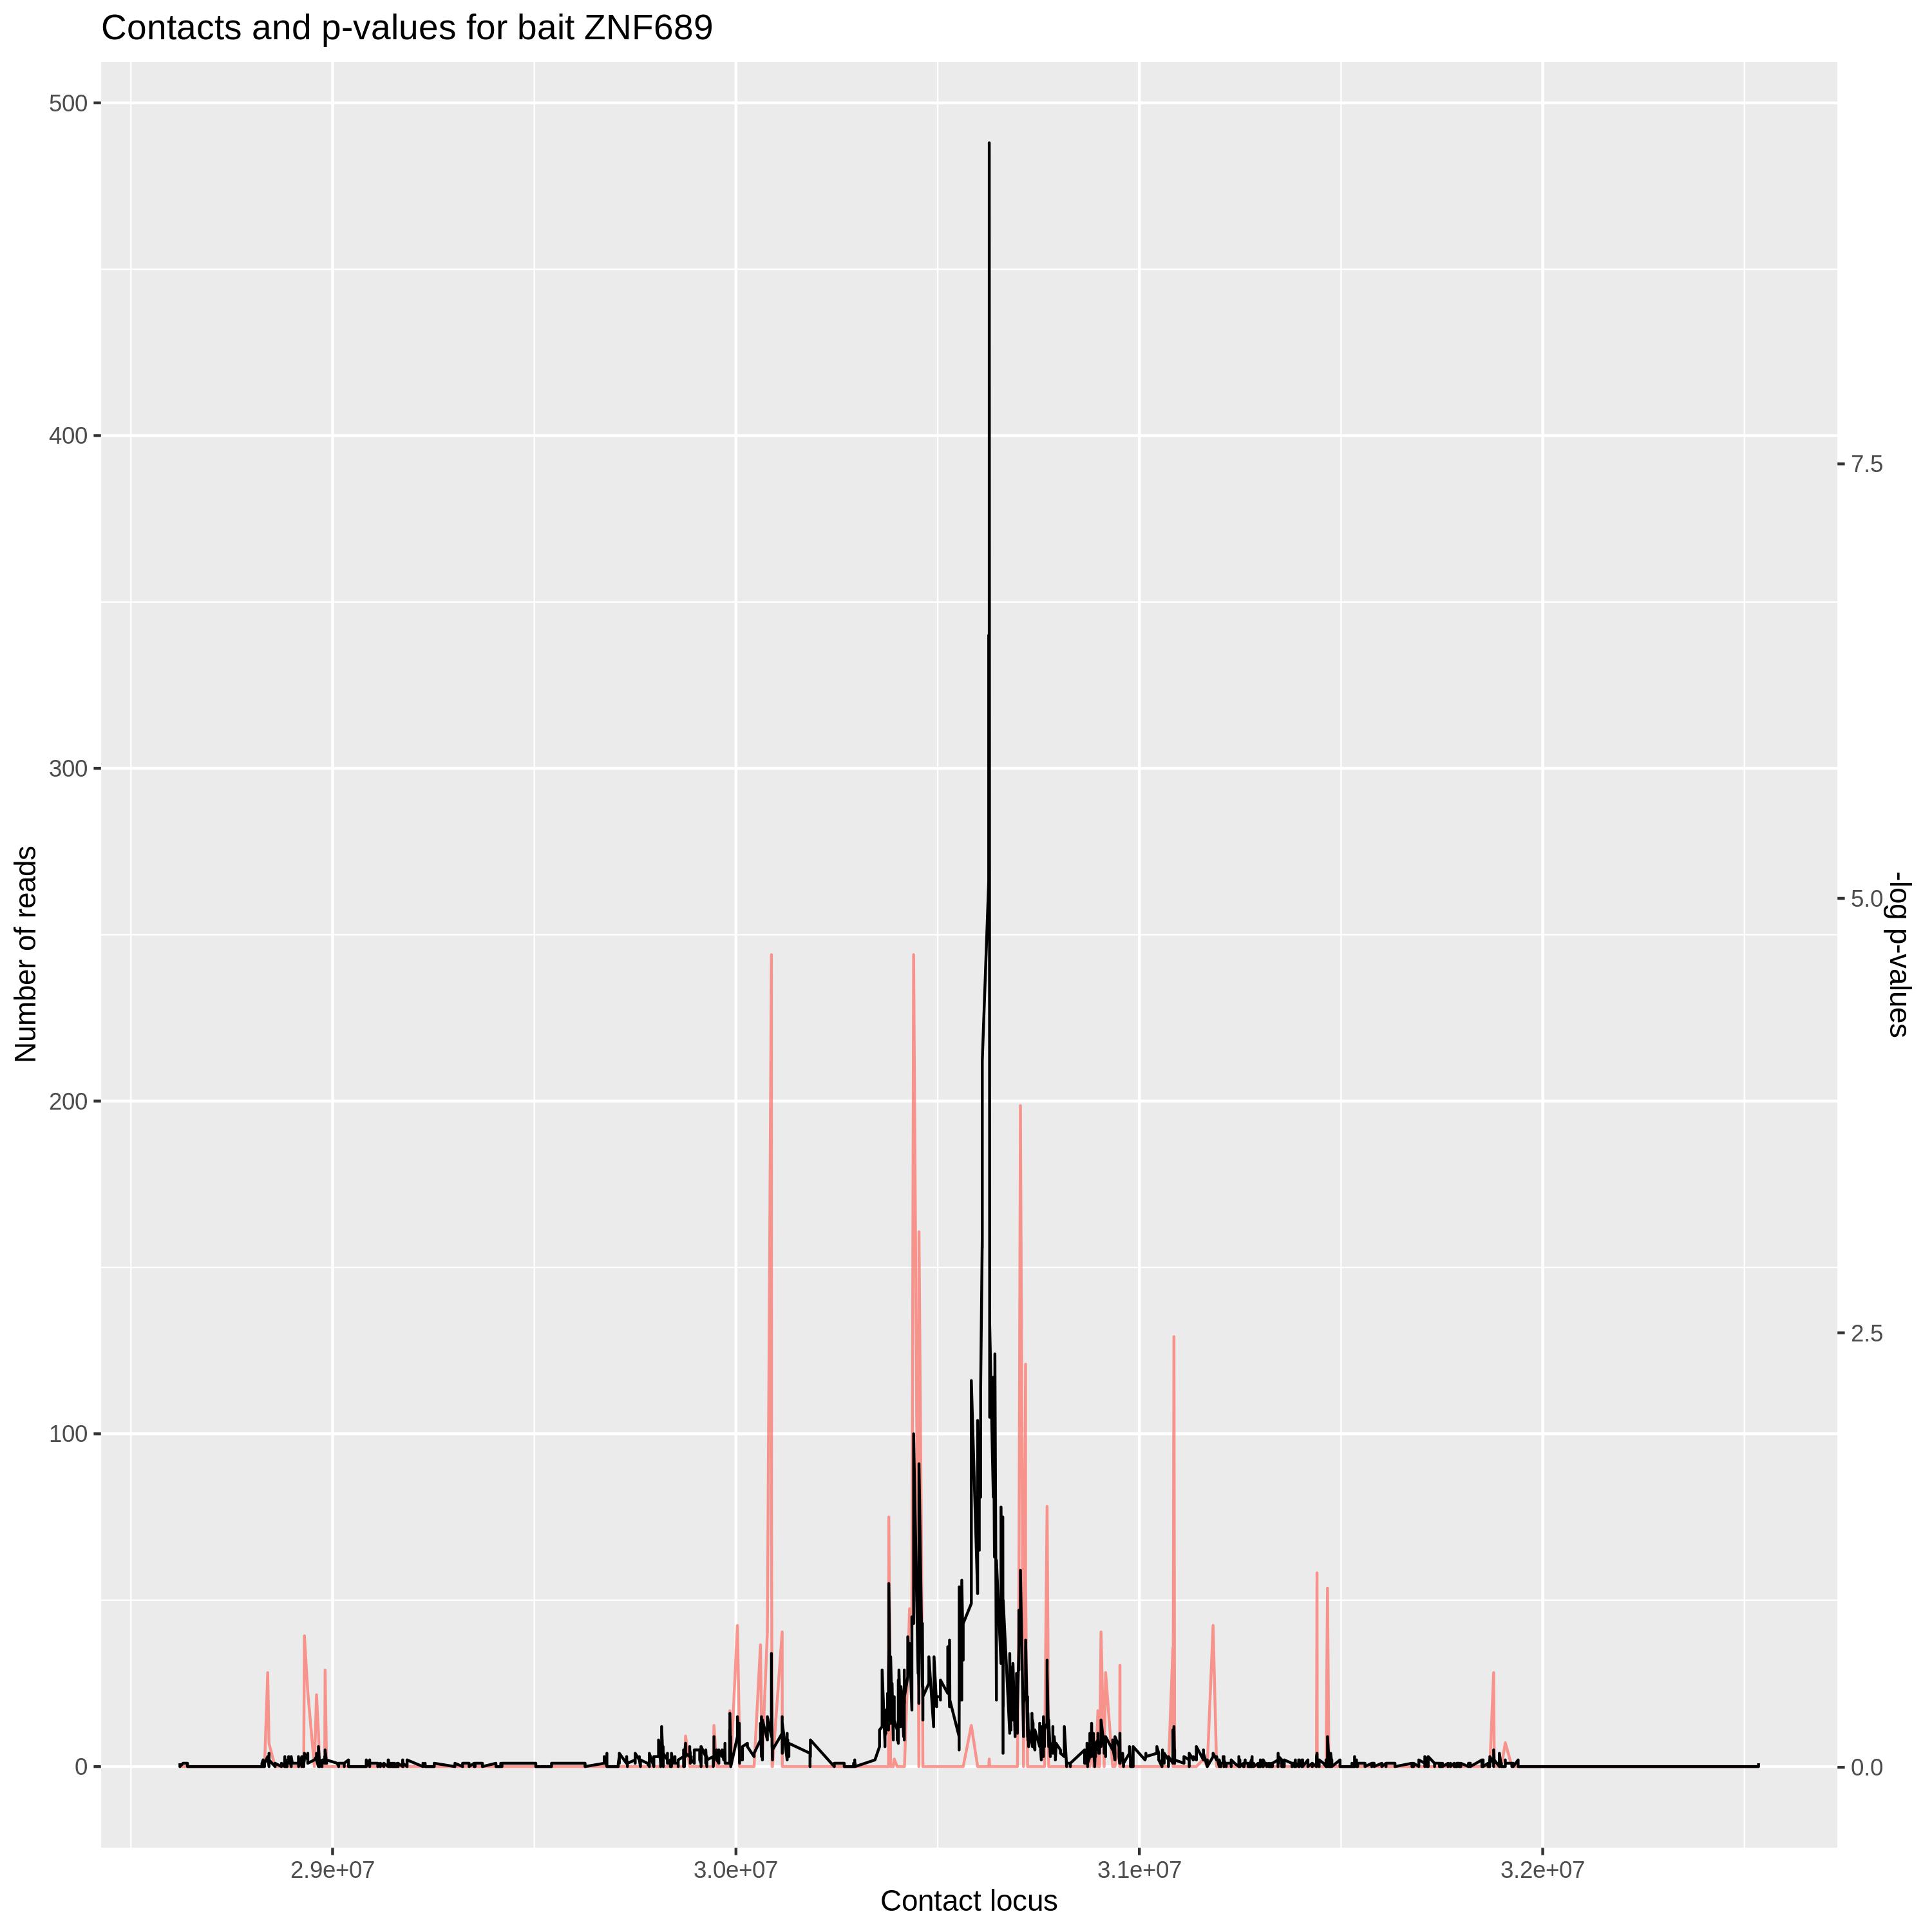 Contacts and p-values for bait ZNF689
500
400
300
200
100
0
Number of reads
7.5
5.0
2.5
0.0
-log p-values
2.9e+07 3.0e+07 3.1e+07 3.2e+07
Contact locus